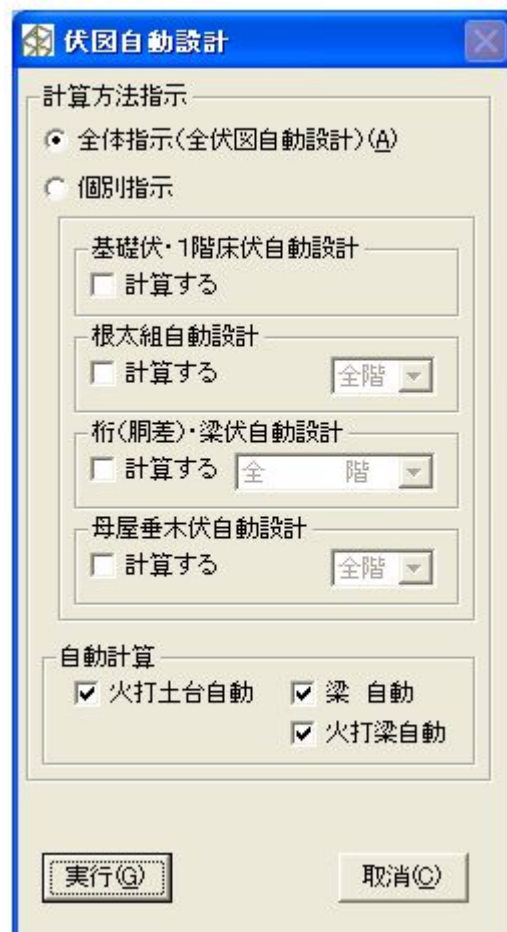 伏図自動設計
計算方法指示
全体指示(全伏図自動設計)(A)
個別指示
基礎伏・1階床伏自動設計
計算する
根太組自動設計
計算する 全階
桁(胴差)・梁伏自動設計
計算する 全 階
母屋垂木伏自動設計
計算する 全階
自動計算
火打土台自動 梁 自動
火打梁自動
実行(G) 取消(C)